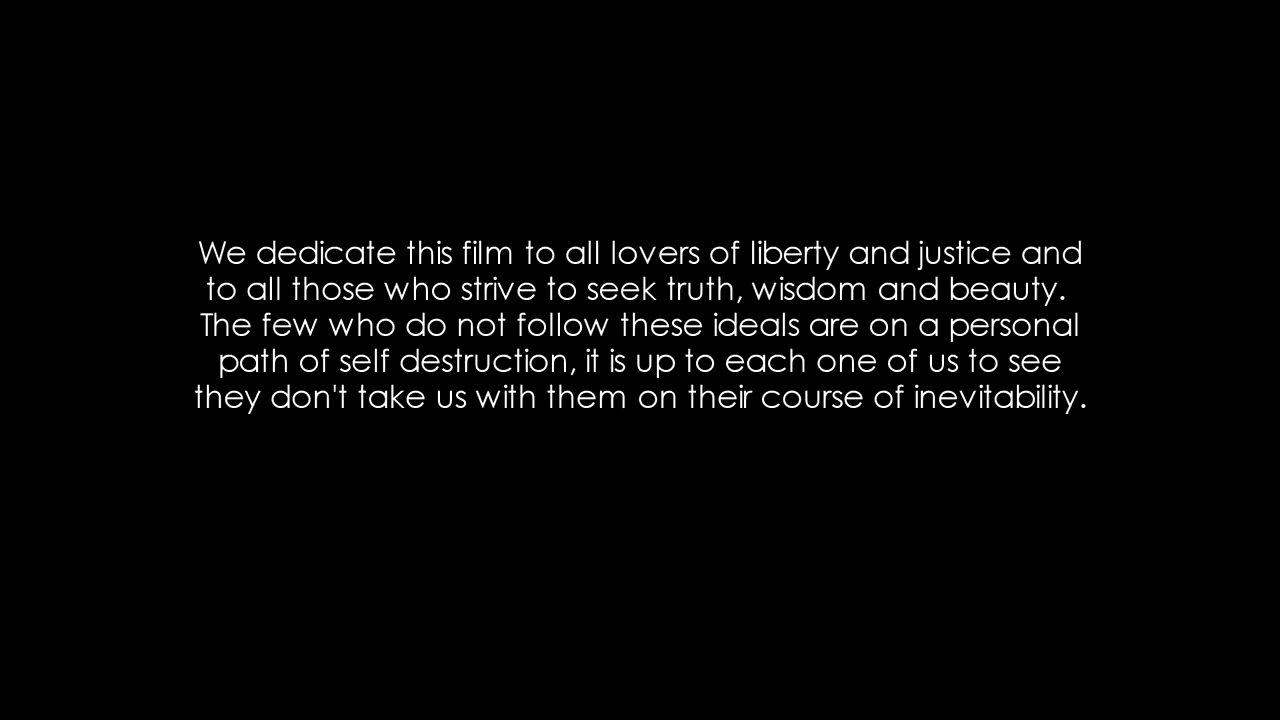 We dedicate this film to all lovers of liberty and justice and
to all those who strive to seek truth, wisdom and beauty.
The few who do not follow these ideals are on a personal
path of self destruction, it is up to each one of us to see
they don't take us with them on their course of inevitability.